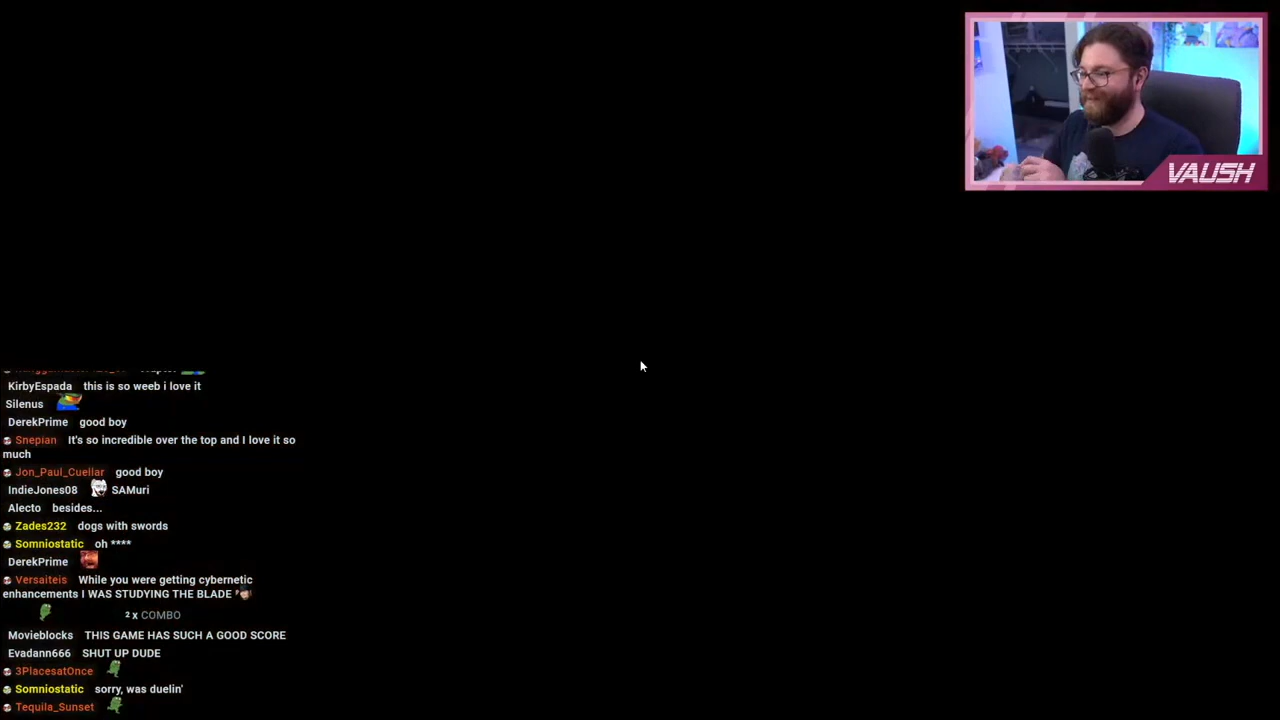 VAUSH
KirbyEspada this is so weeb i love it
Silenus
DerekPrime good boy
Snepian It's so incredible over the top and I love it so
much
Jon_Paul_Cuellar good boy
IndieJones08 SAMuri
Alecto besides...
Zades232 dogs with swords
Somniostatic oh ****
DerekPrime
Versaiteis While you were getting cybernetic
enhancements I WAS STUDYING THE BLADE
2 x COMBO
Movieblocks THIS GAME HAS SUCH A GOOD SCORE
Evadann666 SHUT UP DUDE
3PlacesatOnce
Somniostatic sorry, was duelin'
Tequila_Sunset